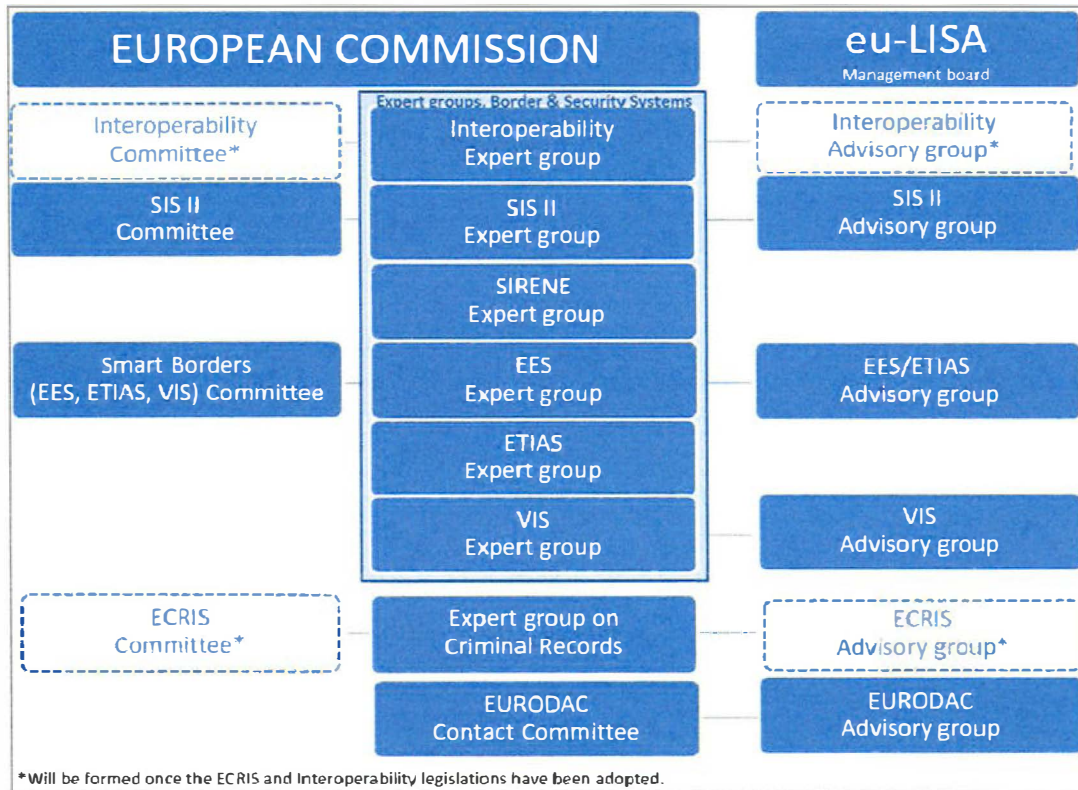 EUROPEAN COMMISSION
eu-LISA
Management board
Expert groups, Border & Security Systems
Interoperability
Committee*
Interoperability
Expert group
Interoperability
Advisory group*
SIS II
Committee
SIS II
Expert group
SIS II
Advisory group
SIRENE
Expert group
Smart Borders
(EES, ETIAS, VIS) Committee
EES
Expert group
EES/ETIAS
Advisory group
ETIAS
Expert group
VIS
Expert group
VIS
Advisory group
ECRIS
Committee*
Expert group on
Criminal Records
ECRIS
Advisory group*
EURODAC
Contact Committee
EURODAC
Advisory group
*Will be formed once the ECRIS and Interoperability legislations have been adopted.